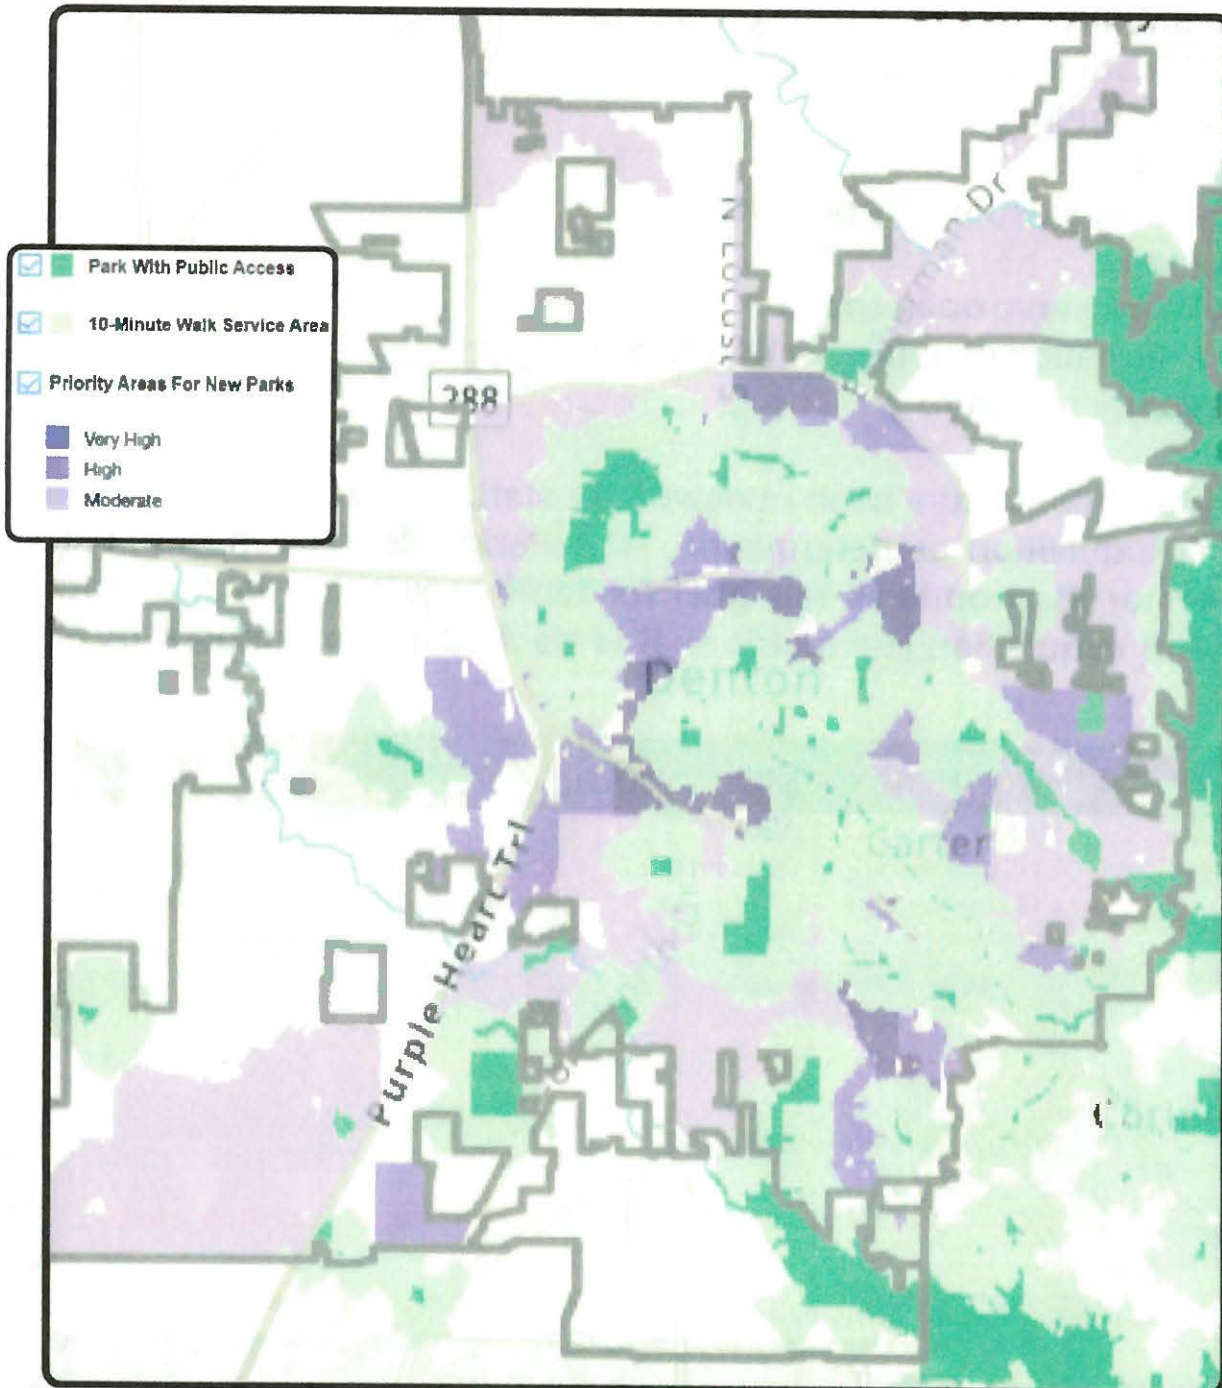 Park With Public Access
10-Minute Walk Service Area
Priority Areas For New Parks
Very High
High
Moderate
N Locust
288
Denton
Purple Heart Trl